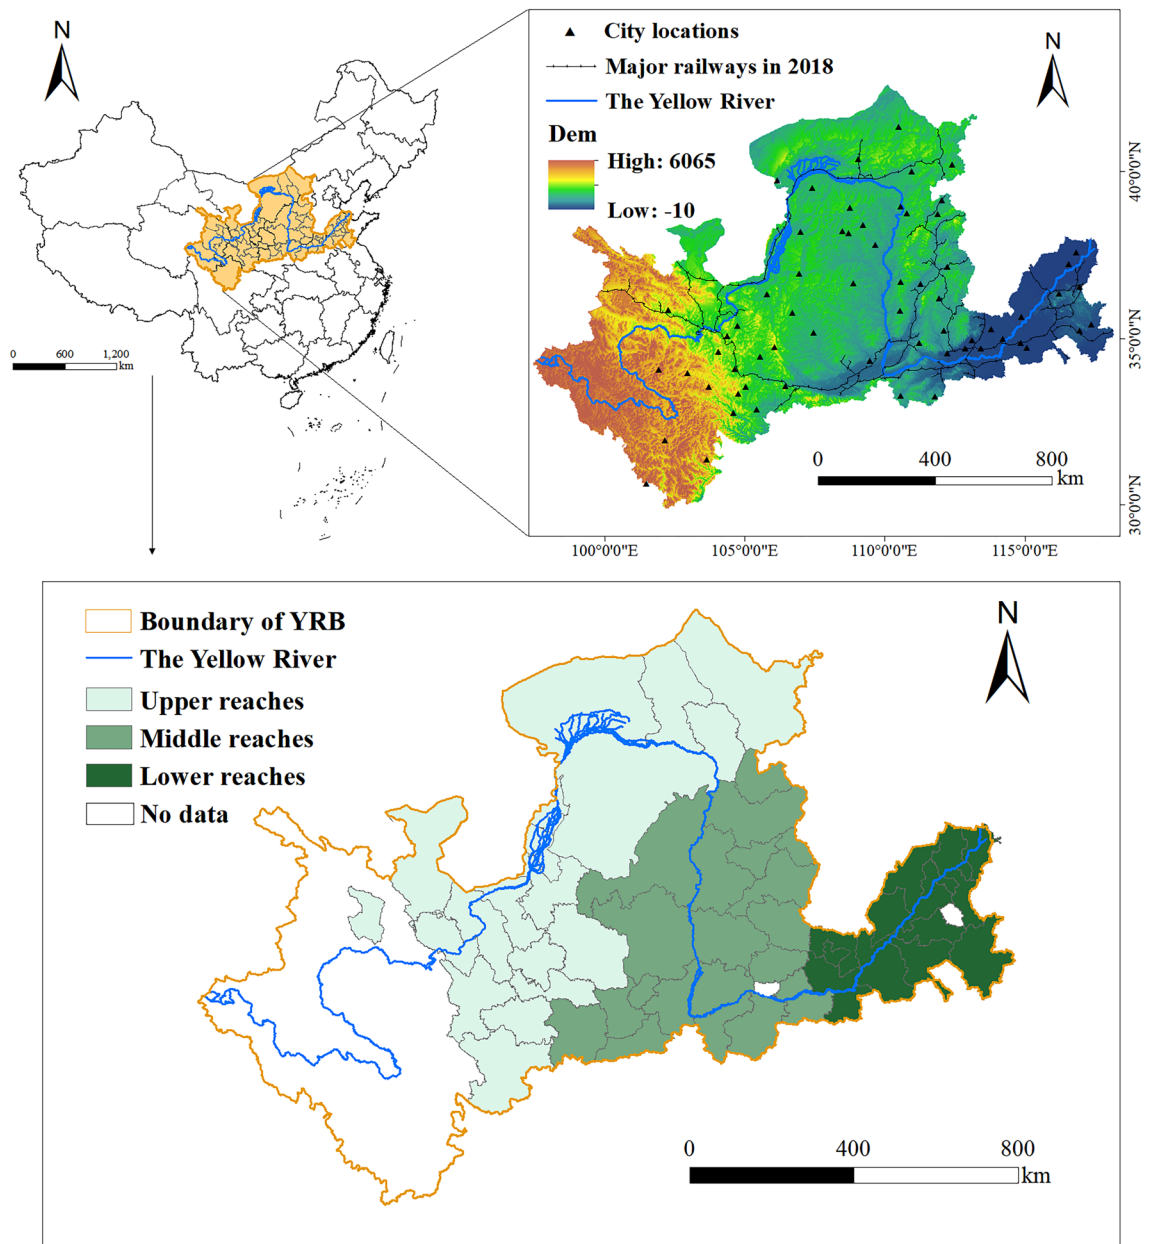 N
0 600 1,200
km
City locations
Major railways in 2018
The Yellow River
Dem
High: 6065
Low: -10
N
40°0'0"N
35°0'0"N
30°0'0"N
0 400 800
km
100°0'0"E 105°0'0"E 110°0'0"E 115°0'0"E
Boundary of YRB
The Yellow River
Upper reaches
Middle reaches
Lower reaches
No data
N
0 400 800
km